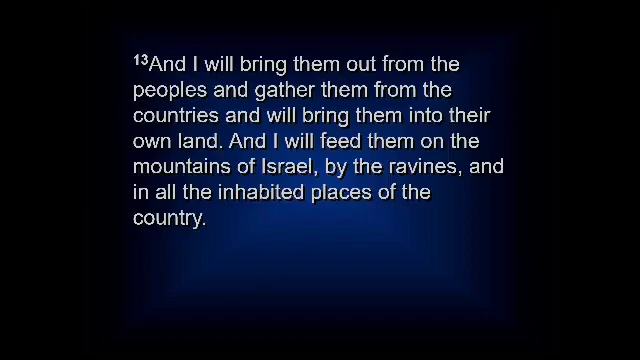 13And I will bring them out from the
peoples and gather them from the
countries and will bring them into their
own land. And I will feed them on the
mountains of Israel, by the ravines, and
in all the inhabited places of the
country.